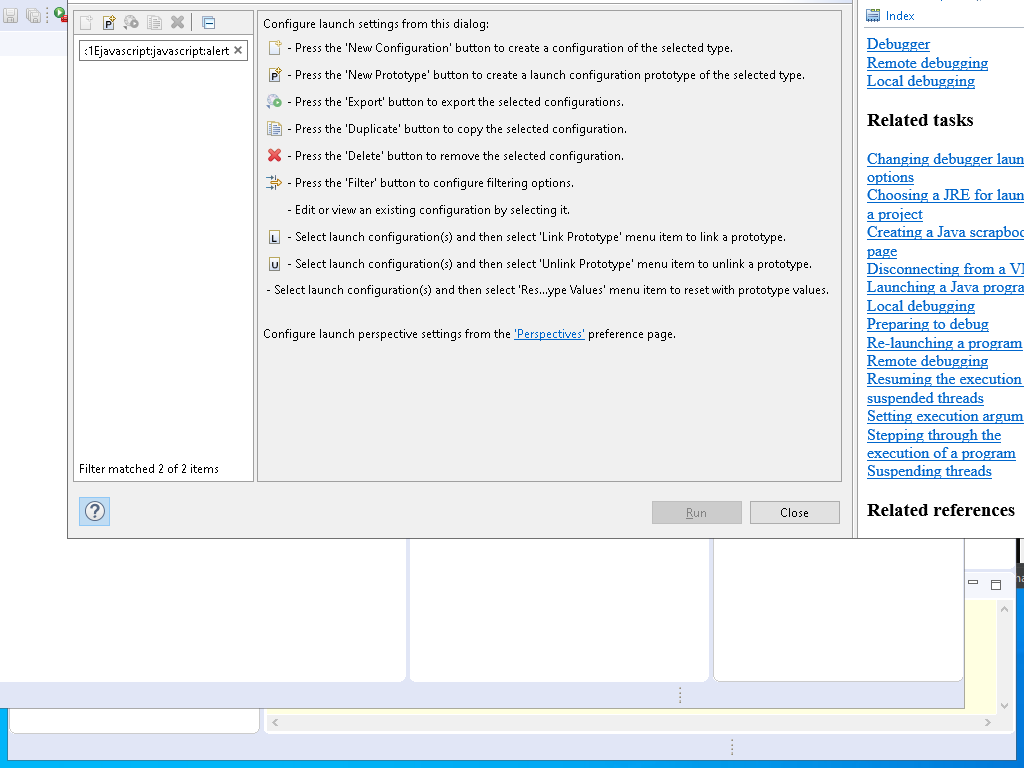 :1Ejavascript:javascript:alert
Filter matched 2 of 2 items
Configure launch settings from this dialog:
- Press the 'New Configuration' button to create a configuration of the selected type.
P - Press the 'New Prototype' button to create a launch configuration prototype of the selected type.
- Press the 'Export' button to export the selected configurations.
- Press the 'Duplicate' button to copy the selected configuration.
- Press the 'Delete' button to remove the selected configuration.
- Press the 'Filter' button to configure filtering options.
- Edit or view an existing configuration by selecting it.
L - Select launch configuration(s) and then select 'Link Prototype' menu item to link a prototype.
U - Select launch configuration(s) and then select 'Unlink Prototype' menu item to unlink a prototype.
- Select launch configuration(s) and then select 'Res...ype Values' menu item to reset with prototype values.
Configure launch perspective settings from the 'Perspectives' preference page.
Run
Close
Index
Debugger
Remote debugging
Local debugging
Related tasks
Changing debugger laun
options
Choosing a JRE for laun
a project
Creating a Java scrapboo
page
Disconnecting from a VM
Launching a Java progra
Local debugging
Preparing to debug
Re-launching a program
Remote debugging
Resuming the execution
suspended threads
Setting execution argum
Stepping through the
execution of a program
Suspending threads
Related references